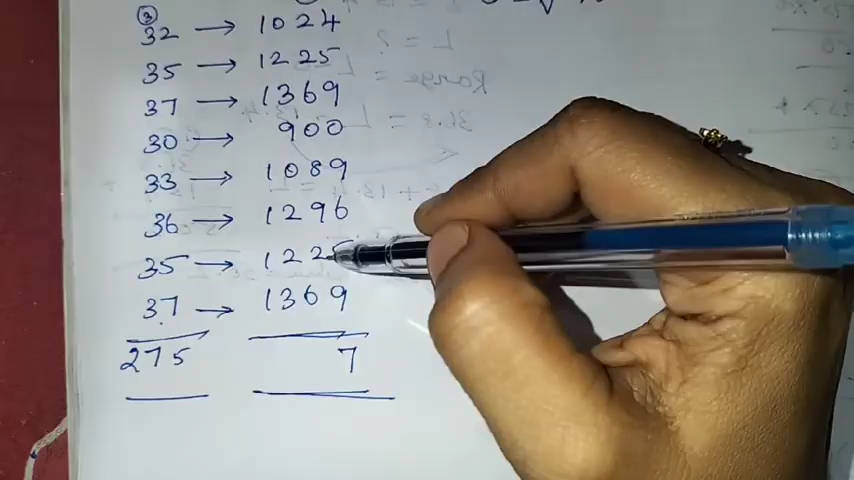 3
32 → 1024
35 → 1225
37 → 1369
30 → 900
33 → 1089
36 → 1296
35 → 1225
37 → 1369
275 7